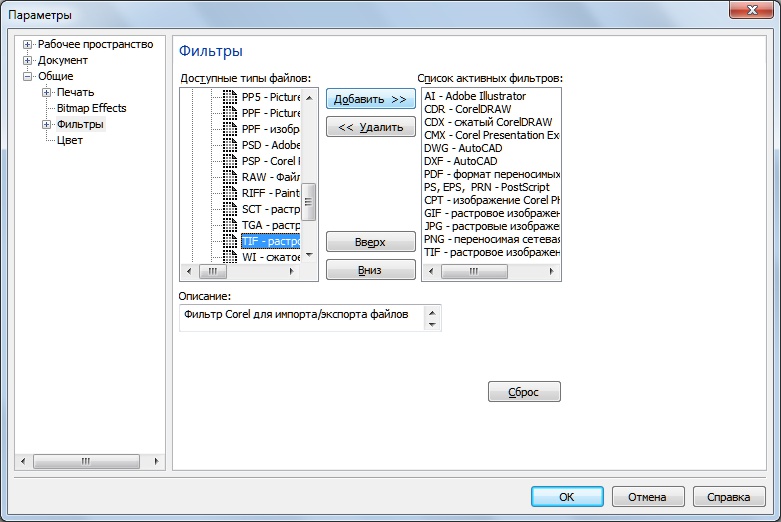 Параметры
Рабочее пространство
Документ
Общие
Печать
Bitmap Effects
Фильтры
Цвет
Фильтры
Доступные типы файлов:
PP5 - Picture
PPF - Picture
PPF - изобр
PSD - Adobe
PSP - Corel P
RAW - Файл
RIFF - Painte
SCT - растр
TGA - растр
TIF - растро
WI - сжатое
Добавить >>
<< Удалить
Вверх
Вниз
Список активных фильтров:
AI - Adobe Illustrator
CDR - CorelDRAW
CDX - сжатый CorelDRAW
CMX - Corel Presentation Ex
DWG - AutoCAD
DXF - AutoCAD
PDF - формат переносимых
PS, EPS, PRN - PostScript
CPT - изображение Corel PH
GIF - растровое изображен
JPG - растровые изображен
PNG - переносимая сетевая
TIF - растровое изображен
Описание:
Фильтр Corel для импорта/экспорта файлов
Сброс
OK
Отмена
Справка